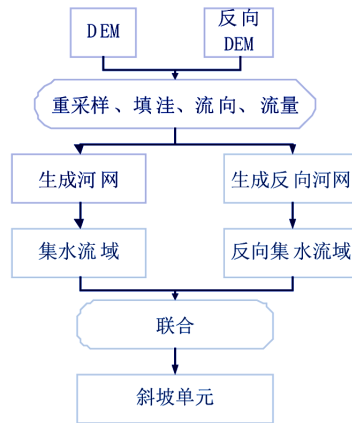 DEM
反向
DEM
重采样、填洼、流向、流量
生成河网
生成反向河网
集水流域
反向集水流域
联合
斜坡单元